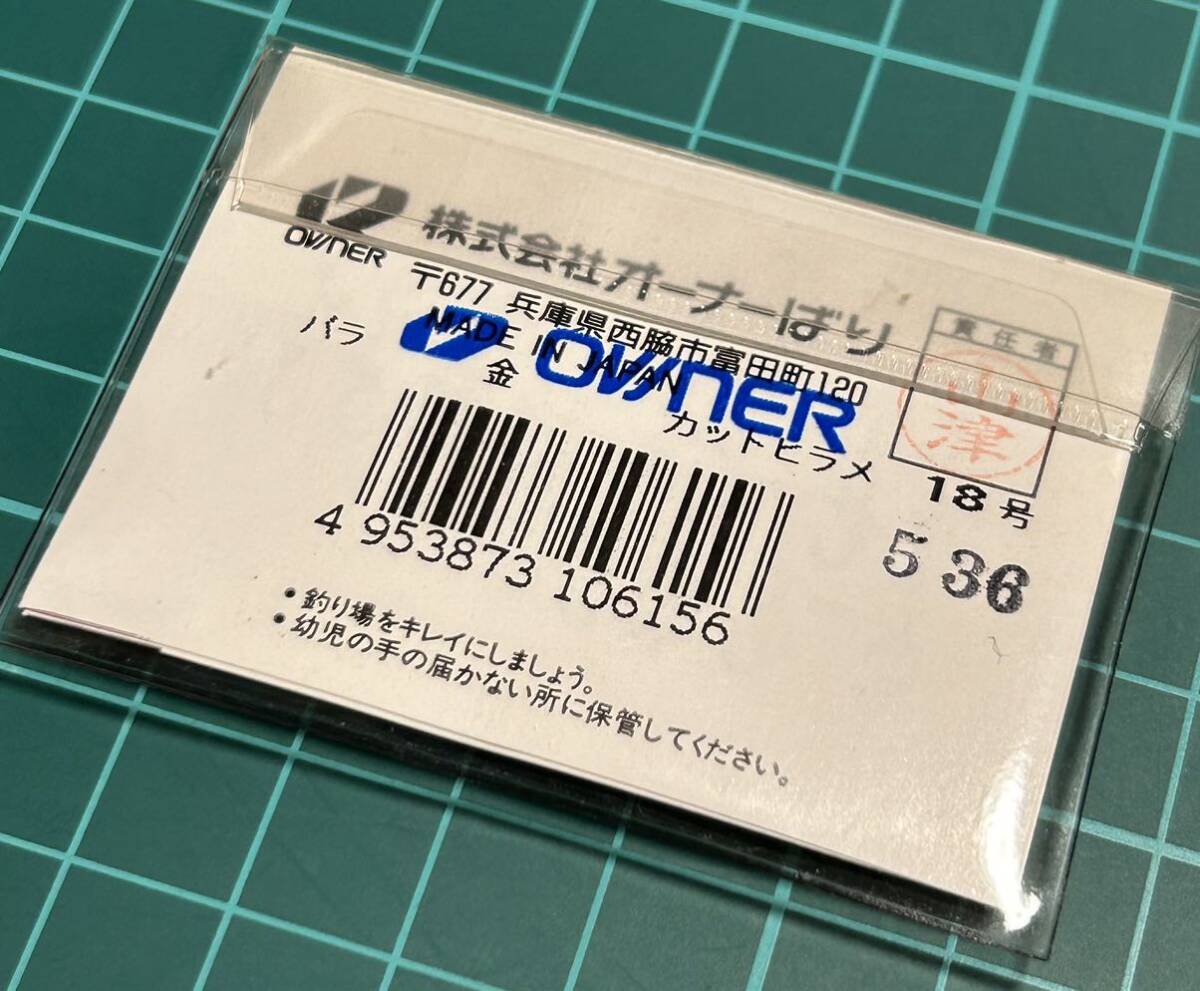 OWNER 株式会社オーナーばり
〒677 兵庫県西脇市富田町120
MADE IN JAPAN
OWNER
責任者
津
バラ 金 カットヒラメ 18号
4 953873 106156
5 36
•釣り場をキレイにしましょう。
•幼児の手の届かない所に保管してください。